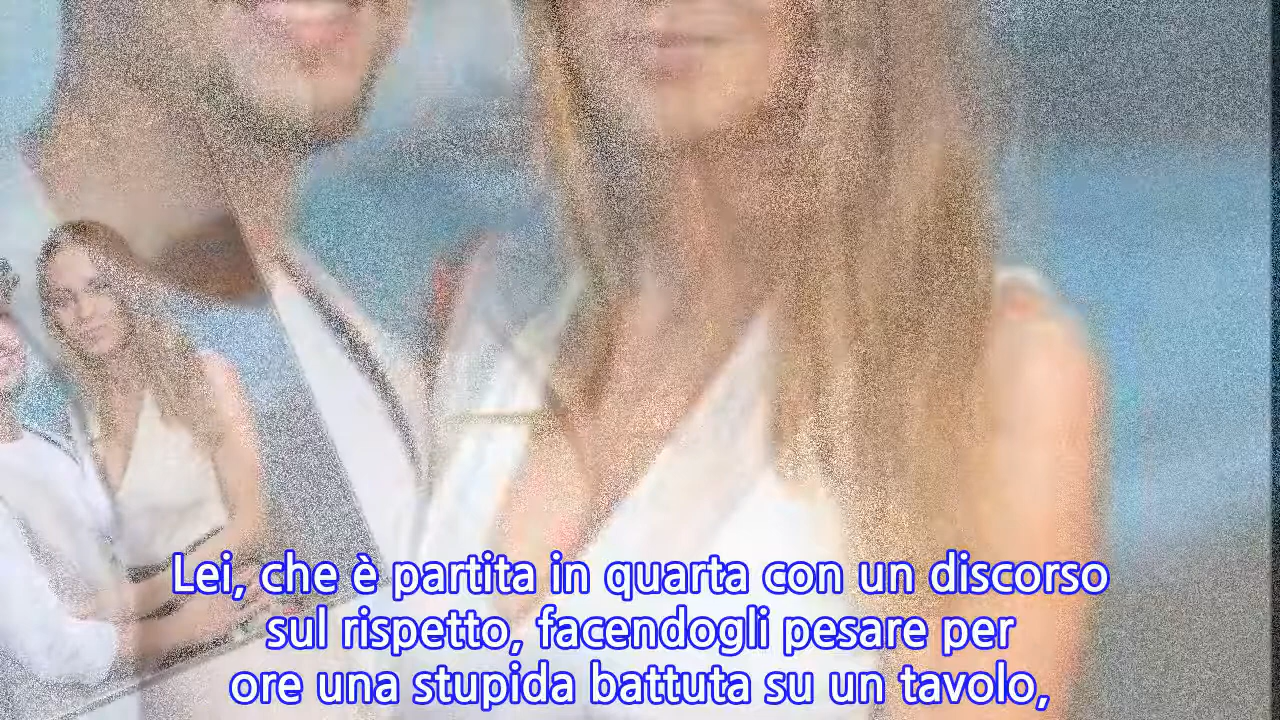 Lei, che è partita in quarta con un discorso
sul rispetto, facendogli pesare per
ore una stupida battuta su un tavolo,